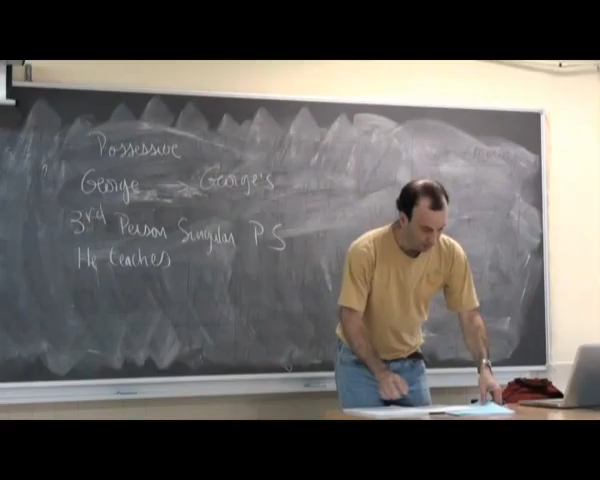 Possessive
George → George's
3rd Person Singular P S
He teaches